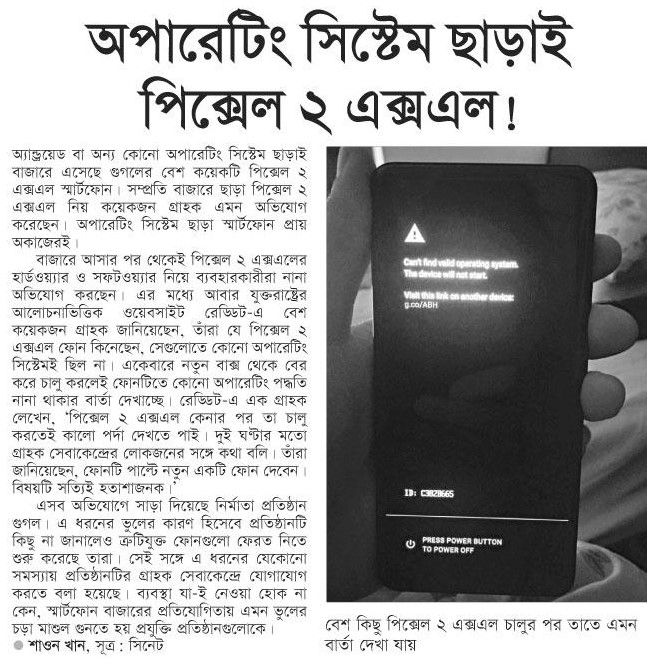 অপারেটিং সিস্টেম ছাড়াই
পিক্সেল ২ এক্সএল!
অ্যান্ড্রয়েড বা অন্য কোনো অপারেটিং সিস্টেম ছাড়াই
বাজারে এসেছে গুগলের বেশ কয়েকটি পিক্সেল ২
এক্সএল স্মার্টফোন। সম্প্রতি বাজারে ছাড়া পিক্সেল ২
এক্সএল নিয় কয়েকজন গ্রাহক এমন অভিযোগ
করেছেন। অপারেটিং সিস্টেম ছাড়া স্মার্টফোন প্রায়
অকাজেরই।
বাজারে আসার পর থেকেই পিক্সেল ২ এক্সএলের
হার্ডওয়্যার ও সফটওয়্যার নিয়ে ব্যবহারকারীরা নানা
অভিযোগ করছেন। এর মধ্যে আবার যুক্তরাষ্ট্রের
আলোচনাভিত্তিক ওয়েবসাইট রেডিট-এ বেশ
কয়েকজন গ্রাহক জানিয়েছেন, তাঁরা যে পিক্সেল ২
এক্সএল ফোন কিনেছেন, সেগুলোতে কোনো অপারেটিং
সিস্টেমই ছিল না। একেবারে নতুন বাক্স থেকে বের
করে চালু করলেই ফোনটিতে কোনো অপারেটিং পদ্ধতি
নানা থাকার বার্তা দেখাচ্ছে। রেডিট-এ এক গ্রাহক
লেখেন, ‘পিক্সেল ২ এক্সএল কেনার পর তা চালু
করতেই কালো পর্দা দেখতে পাই। দুই ঘণ্টার মতো
গ্রাহক সেবাকেন্দ্রের লোকজনের সঙ্গে কথা বলি। তাঁরা
জানিয়েছেন, ফোনটি পাল্টে নতুন একটি ফোন দেবেন।
বিষয়টি সত্যিই হতাশাজনক।’
এসব অভিযোগে সাড়া দিয়েছে নির্মাতা প্রতিষ্ঠান
গুগল। এ ধরনের ভুলের কারণ হিসেবে প্রতিষ্ঠানটি
কিছু না জানালেও ত্রুটিযুক্ত ফোনগুলো ফেরত নিতে
শুরু করেছে তারা। সেই সঙ্গে এ ধরনের যেকোনো
সমস্যায় প্রতিষ্ঠানটির গ্রাহক সেবাকেন্দ্রে যোগাযোগ
করতে বলা হয়েছে। ব্যবস্থা যা-ই নেওয়া হোক না
কেন, স্মার্টফোন বাজারের প্রতিযোগিতায় এমন ভুলের
চড়া মাশুল গুনতে হয় প্রযুক্তি প্রতিষ্ঠানগুলোকে।
● শাওন খান, সূত্র : সিনেট
Can't find valid operating system.
The device will not start.
Visit this link on another device:
g.co/ABH
ID: C3828665
PRESS POWER BUTTON
TO POWER OFF
বেশ কিছু পিক্সেল ২ এক্সএল চালুর পর তাতে এমন
বার্তা দেখা যায়